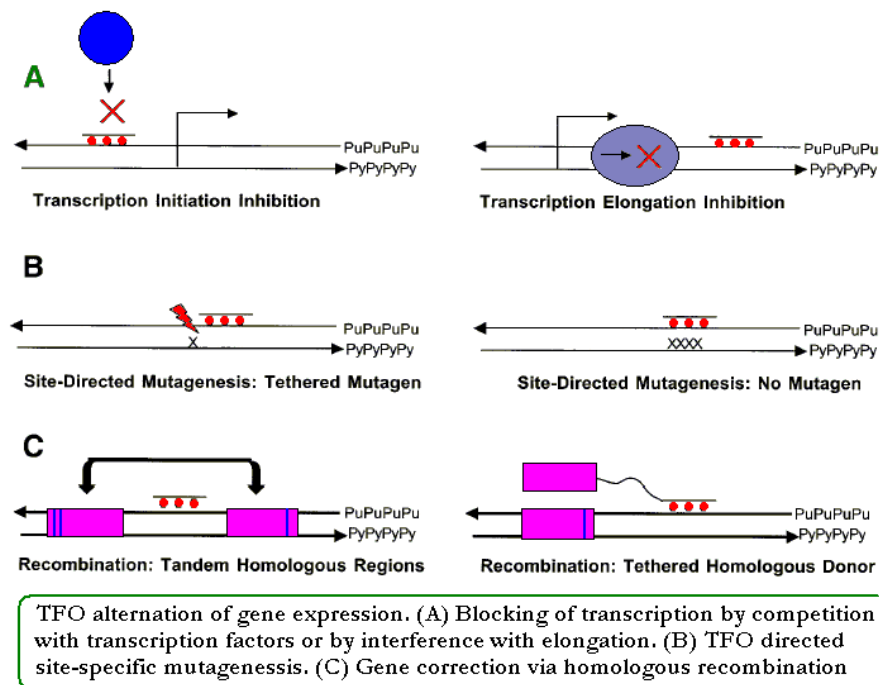 A
PuPuPuPu
PyPyPyPy
Transcription Initiation Inhibition
PuPuPuPu
PyPyPyPy
Transcription Elongation Inhibition
B
X
PuPuPuPu
PyPyPyPy
Site-Directed Mutagenesis: Tethered Mutagen
XXXX
PuPuPuPu
PyPyPyPy
Site-Directed Mutagenesis: No Mutagen
C
PuPuPuPu
PyPyPyPy
Recombination: Tandem Homologous Regions
PuPuPuPu
PyPyPyPy
Recombination: Tethered Homologous Donor
TFO alternation of gene expression. (A) Blocking of transcription by competition
with transcription factors or by interference with elongation. (B) TFO directed
site-specific mutagenessis. (C) Gene correction via homologous recombination